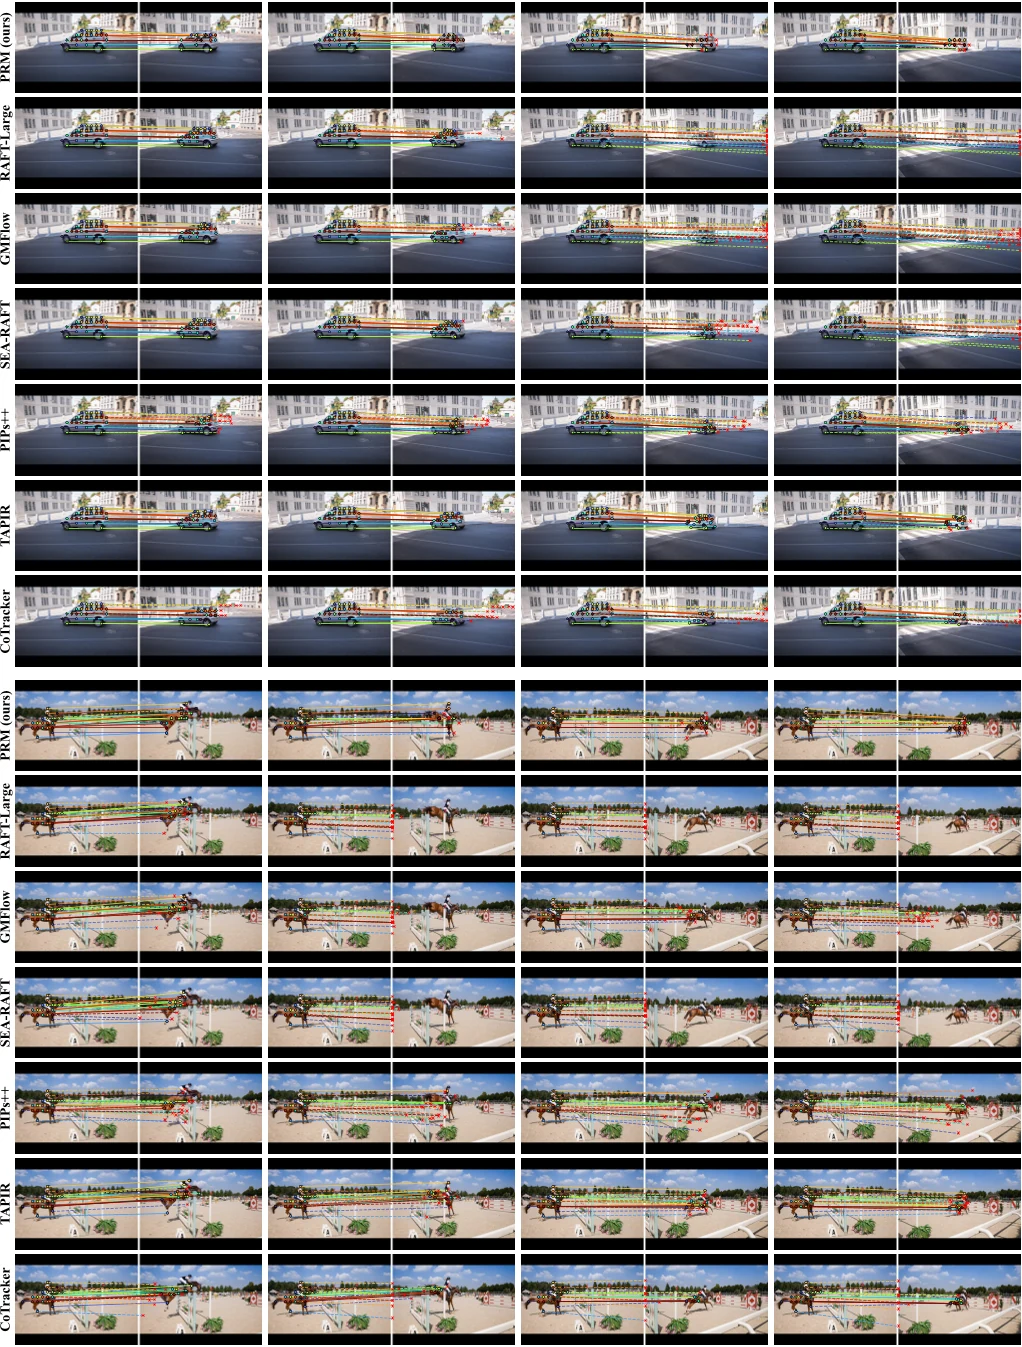 PRM (ours)
RAFT-Large
GMFlow
SEA-RAFT
PIPs++
TAPIR
CoTracker
PRM (ours)
RAFT-Large
GMFlow
SEA-RAFT
PIPs++
TAPIR
CoTracker